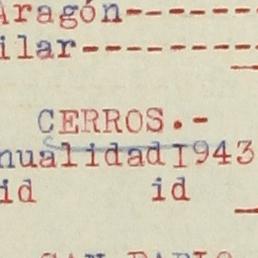 Aragón-------
ilar-------
CERROS.-
nualidad 1943
id id